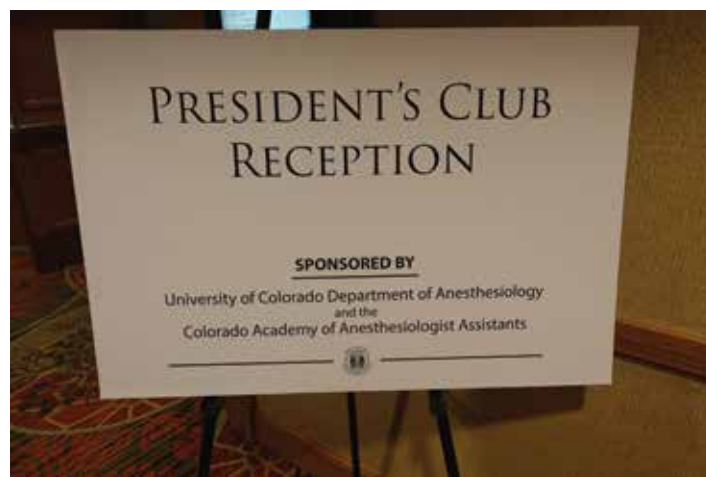 PRESIDENT'S CLUB
RECEPTION
SPONSORED BY
University of Colorado Department of Anesthesiology
and the
Colorado Academy of Anesthesiologist Assistants